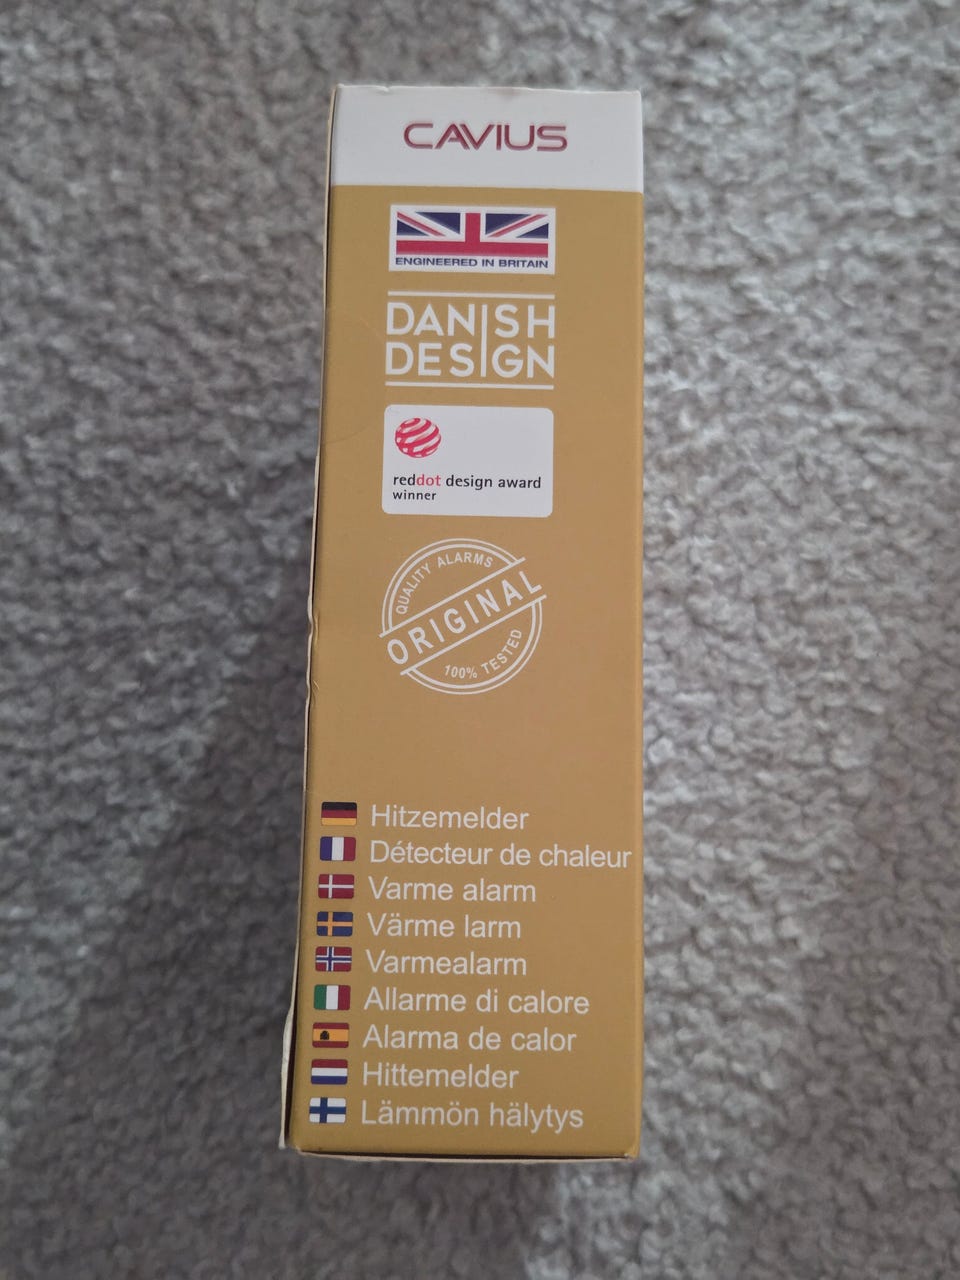 CAVIUS
ENGINEERED IN BRITAIN
DANISH
DESIGN
reddot design award
winner
QUALITY ALARMS
ORIGINAL
100% TESTED
Hitzemelder
Détecteur de chaleur
Varme alarm
Värme larm
Varmealarm
Allarme di calore
Alarma de calor
Hittemelder
Lämmön hälytys